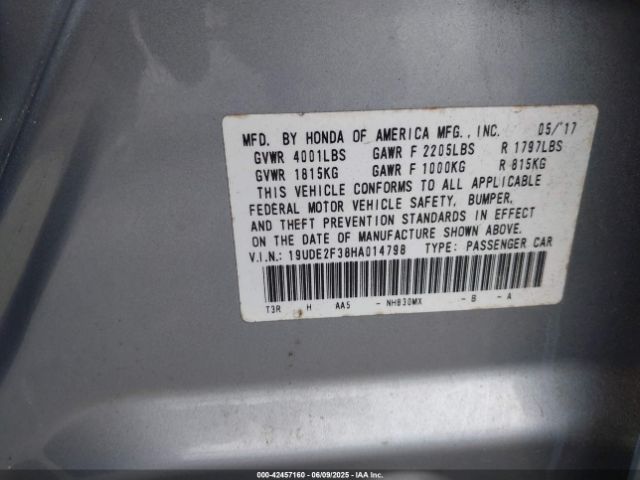 MFD. BY HONDA OF AMERICA MFG., INC. 05/'17
GVWR 4001LBS GAWR F 2205LBS R 1797LBS
GVWR 1815KG GAWR F 1000KG R 815KG
THIS VEHICLE CONFORMS TO ALL APPLICABLE
FEDERAL MOTOR VEHICLE SAFETY, BUMPER,
AND THEFT PREVENTION STANDARDS IN EFFECT
ON THE DATE OF MANUFACTURE SHOWN ABOVE.
V.I.N.: 19UDE2F38HA014798 TYPE: PASSENGER CAR
T3R H AA5 - NH830MX - B - A
000-42457160 - 06/09/2025 - IAAI Inc.